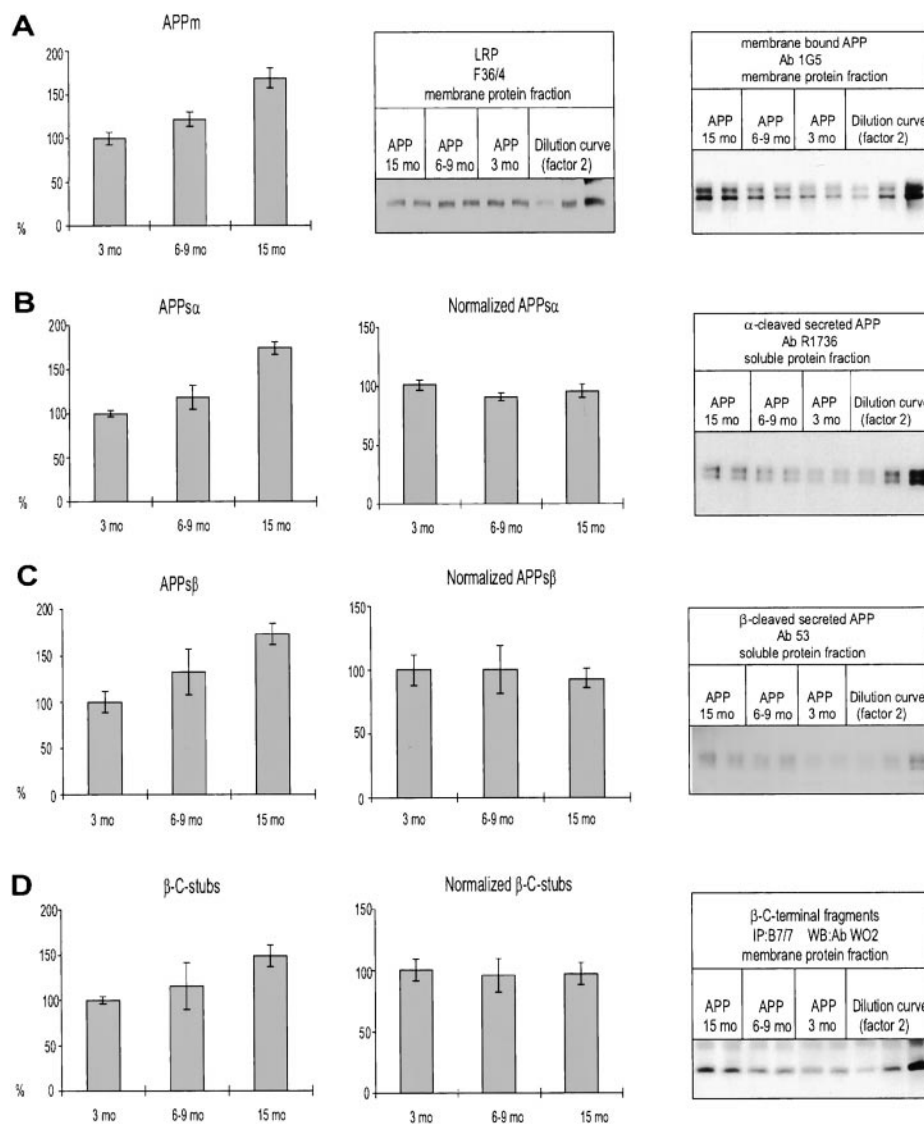 A
APPm
200
150
100
50
0
%
3 mo 6-9 mo 15 mo
LRP
F36/4
membrane protein fraction
APP APP APP Dilution curve
15 mo 6-9 mo 3 mo (factor 2)
membrane bound APP
Ab 1G5
membrane protein fraction
APP APP APP Dilution curve
15 mo 6-9 mo 3 mo (factor 2)
B
APPsα
200
150
100
50
0
%
3 mo 6-9 mo 15 mo
Normalized APPsα
150
100
50
0
3 mo 6-9 mo 15 mo
α-cleaved secreted APP
Ab R1736
soluble protein fraction
APP APP APP Dilution curve
15 mo 6-9 mo 3 mo (factor 2)
C
APPsβ
200
150
100
50
0
%
3 mo 6-9 mo 15 mo
Normalized APPsβ
150
100
50
0
3 mo 6-9 mo 15 mo
β-cleaved secreted APP
Ab 53
soluble protein fraction
APP APP APP Dilution curve
15 mo 6-9 mo 3 mo (factor 2)
D
β-C-stubs
200
150
100
50
0
%
3 mo 6-9 mo 15 mo
Normalized β-C-stubs
150
100
50
0
3 mo 6-9 mo 15 mo
β-C-terminal fragments
IP:B7/7 WB:Ab WO2
membrane protein fraction
APP APP APP Dilution curve
15 mo 6-9 mo 3 mo (factor 2)